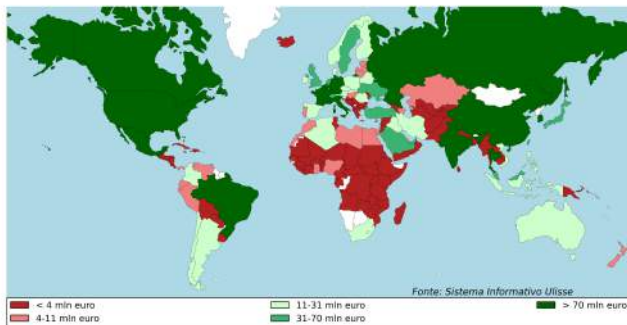 Fonte: Sistema Informativo Ulisse
< 4 mln euro
11-31 mln euro
> 70 mln euro
4-11 mln euro
31-70 mln euro